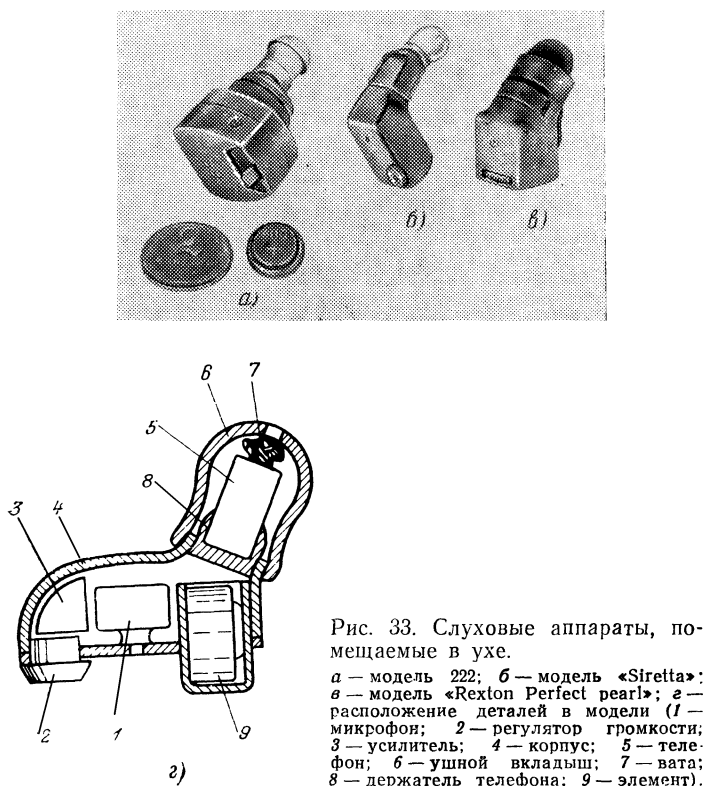 а)
б)
в)
6
7
5
8
3
4
2
1
9
г)
Рис. 33. Слуховые аппараты, по-
мещаемые в ухе.
а — модель 222; б — модель «Siretta»;
в — модель «Rexton Perfect pearl»; г —
расположение деталей в модели (1 —
микрофон; 2 — регулятор громкости;
3 — усилитель; 4 — корпус; 5 — теле-
фон; 6 — ушной вкладыш; 7 — вата;
8 — держатель телефона; 9 — элемент).